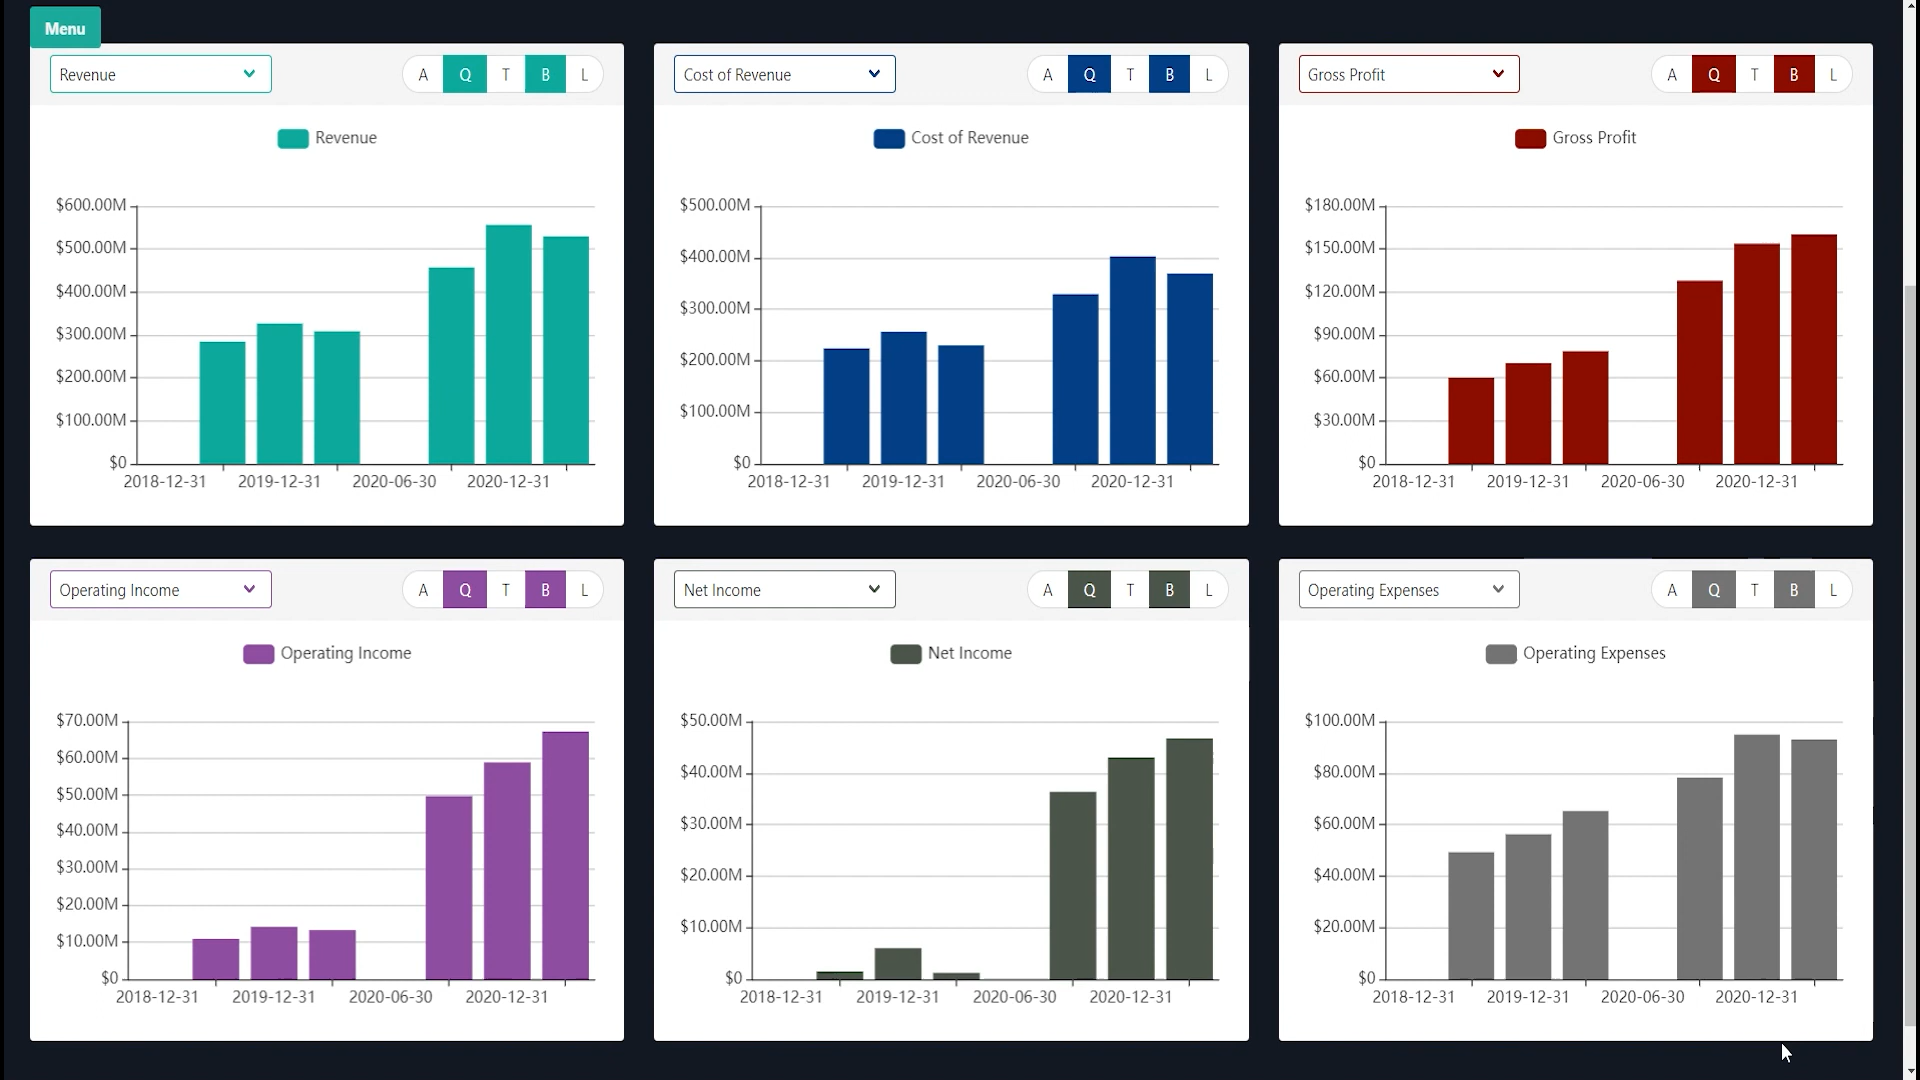 Menu
Revenue A Q T B L
Cost of Revenue A Q T B L
Gross Profit A Q T B L
Revenue
$600.00M
$500.00M
$400.00M
$300.00M
$200.00M
$100.00M
$0
2018-12-31 2019-12-31 2020-06-30 2020-12-31
Cost of Revenue
$500.00M
$400.00M
$300.00M
$200.00M
$100.00M
$0
2018-12-31 2019-12-31 2020-06-30 2020-12-31
Gross Profit
$180.00M
$150.00M
$120.00M
$90.00M
$60.00M
$30.00M
$0
2018-12-31 2019-12-31 2020-06-30 2020-12-31
Operating Income A Q T B L
Net Income A Q T B L
Operating Expenses A Q T B L
Operating Income
$70.00M
$60.00M
$50.00M
$40.00M
$30.00M
$20.00M
$10.00M
$0
2018-12-31 2019-12-31 2020-06-30 2020-12-31
Net Income
$50.00M
$40.00M
$30.00M
$20.00M
$10.00M
$0
2018-12-31 2019-12-31 2020-06-30 2020-12-31
Operating Expenses
$100.00M
$80.00M
$60.00M
$40.00M
$20.00M
$0
2018-12-31 2019-12-31 2020-06-30 2020-12-31